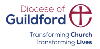 Diocese of
Guildford
Transforming Church
Transforming Lives